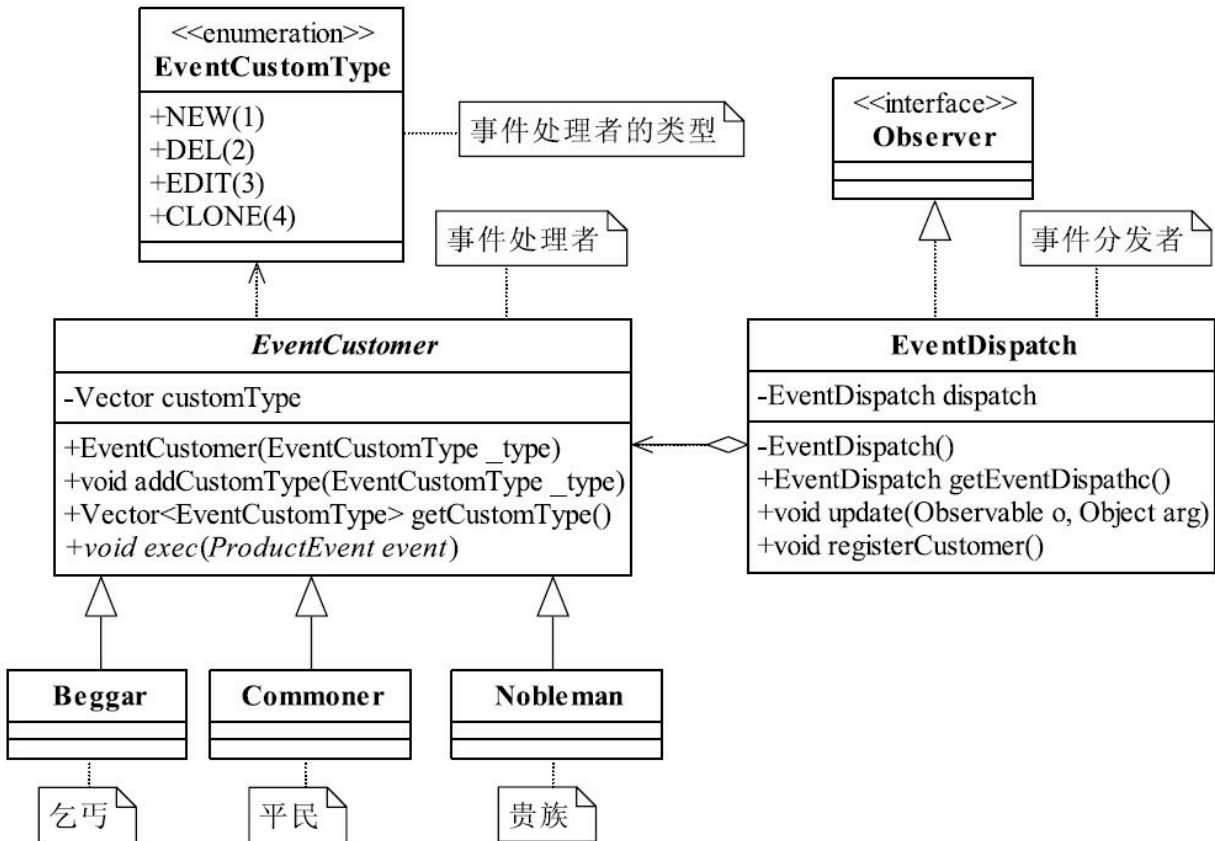 <<enumeration>>
EventCustomType
+NEW(1)
+DEL(2)
+EDIT(3)
+CLONE(4)
事件处理者的类型
<<interface>>
Observer
事件处理者
事件分发者
EventCustomer
-Vector customType
+EventCustomer(EventCustomType _type)
+void addCustomType(EventCustomType _type)
+Vector<EventCustomType> getCustomType()
+void exec(ProductEvent event)
EventDispatch
-EventDispatch dispatch
-EventDispatch()
+EventDispatch getEventDispathc()
+void update(Observable o, Object arg)
+void registerCustomer()
Beggar
Commoner
Nobleman
乞丐
平民
贵族